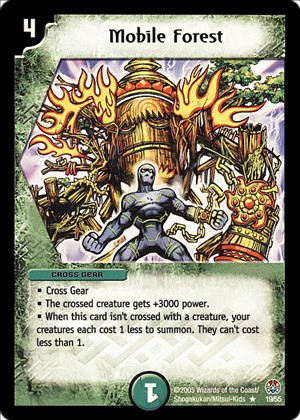 4
Mobile Forest
CROSS GEAR
■ Cross Gear
■ The crossed creature gets +3000 power.
■ When this card isn't crossed with a creature, your
creatures each cost 1 less to summon. They can't cost
less than 1.
1
©2005 Wizards of the Coast/
Shogakukan/Mitsui-Kids ★ 19/55